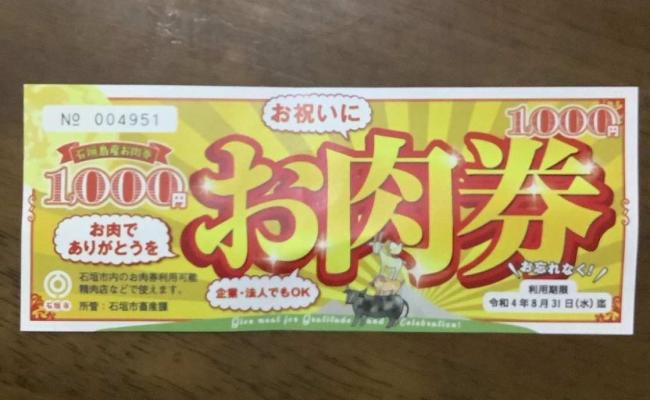 № 004951
お祝いに
1,000円
石垣島産お肉券
1,000円
お肉券
お肉で
ありがとうを
お忘れなく!
石垣市内のお肉券利用可能
精肉店などで使えます。
企業・法人でもOK
利用期限
令和4年8月31日(水)迄
石垣市
所管:石垣市畜産課
Give meat for Gratitude and Celebration!